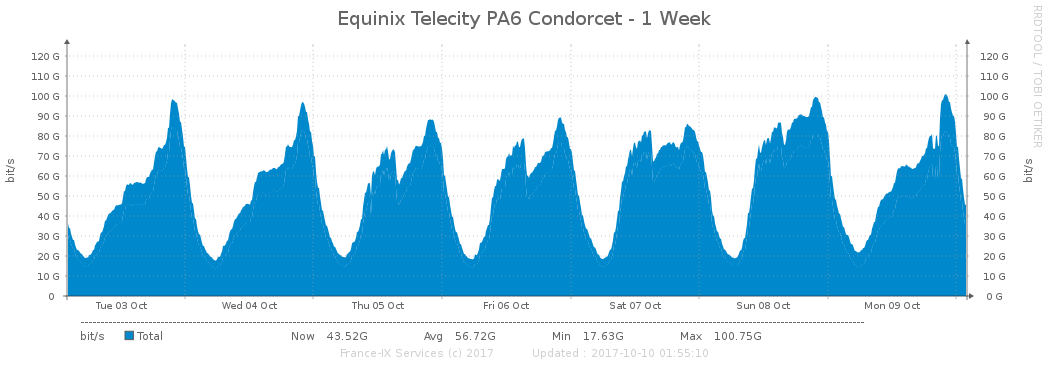 Equinix Telecity PA6 Condorcet - 1 Week
RRDTOOL / TOBI OETIKER
bit/s
bit/s
120 G 120 G
110 G 110 G
100 G 100 G
90 G 90 G
80 G 80 G
70 G 70 G
60 G 60 G
50 G 50 G
40 G 40 G
30 G 30 G
20 G 20 G
10 G 10 G
0 0 G
Tue 03 Oct Wed 04 Oct Thu 05 Oct Fri 06 Oct Sat 07 Oct Sun 08 Oct Mon 09 Oct
bit/s Total Now 43.52G Avg 56.72G Min 17.63G Max 100.75G
France-IX Services (c) 2017 Updated : 2017-10-10 01:55:10